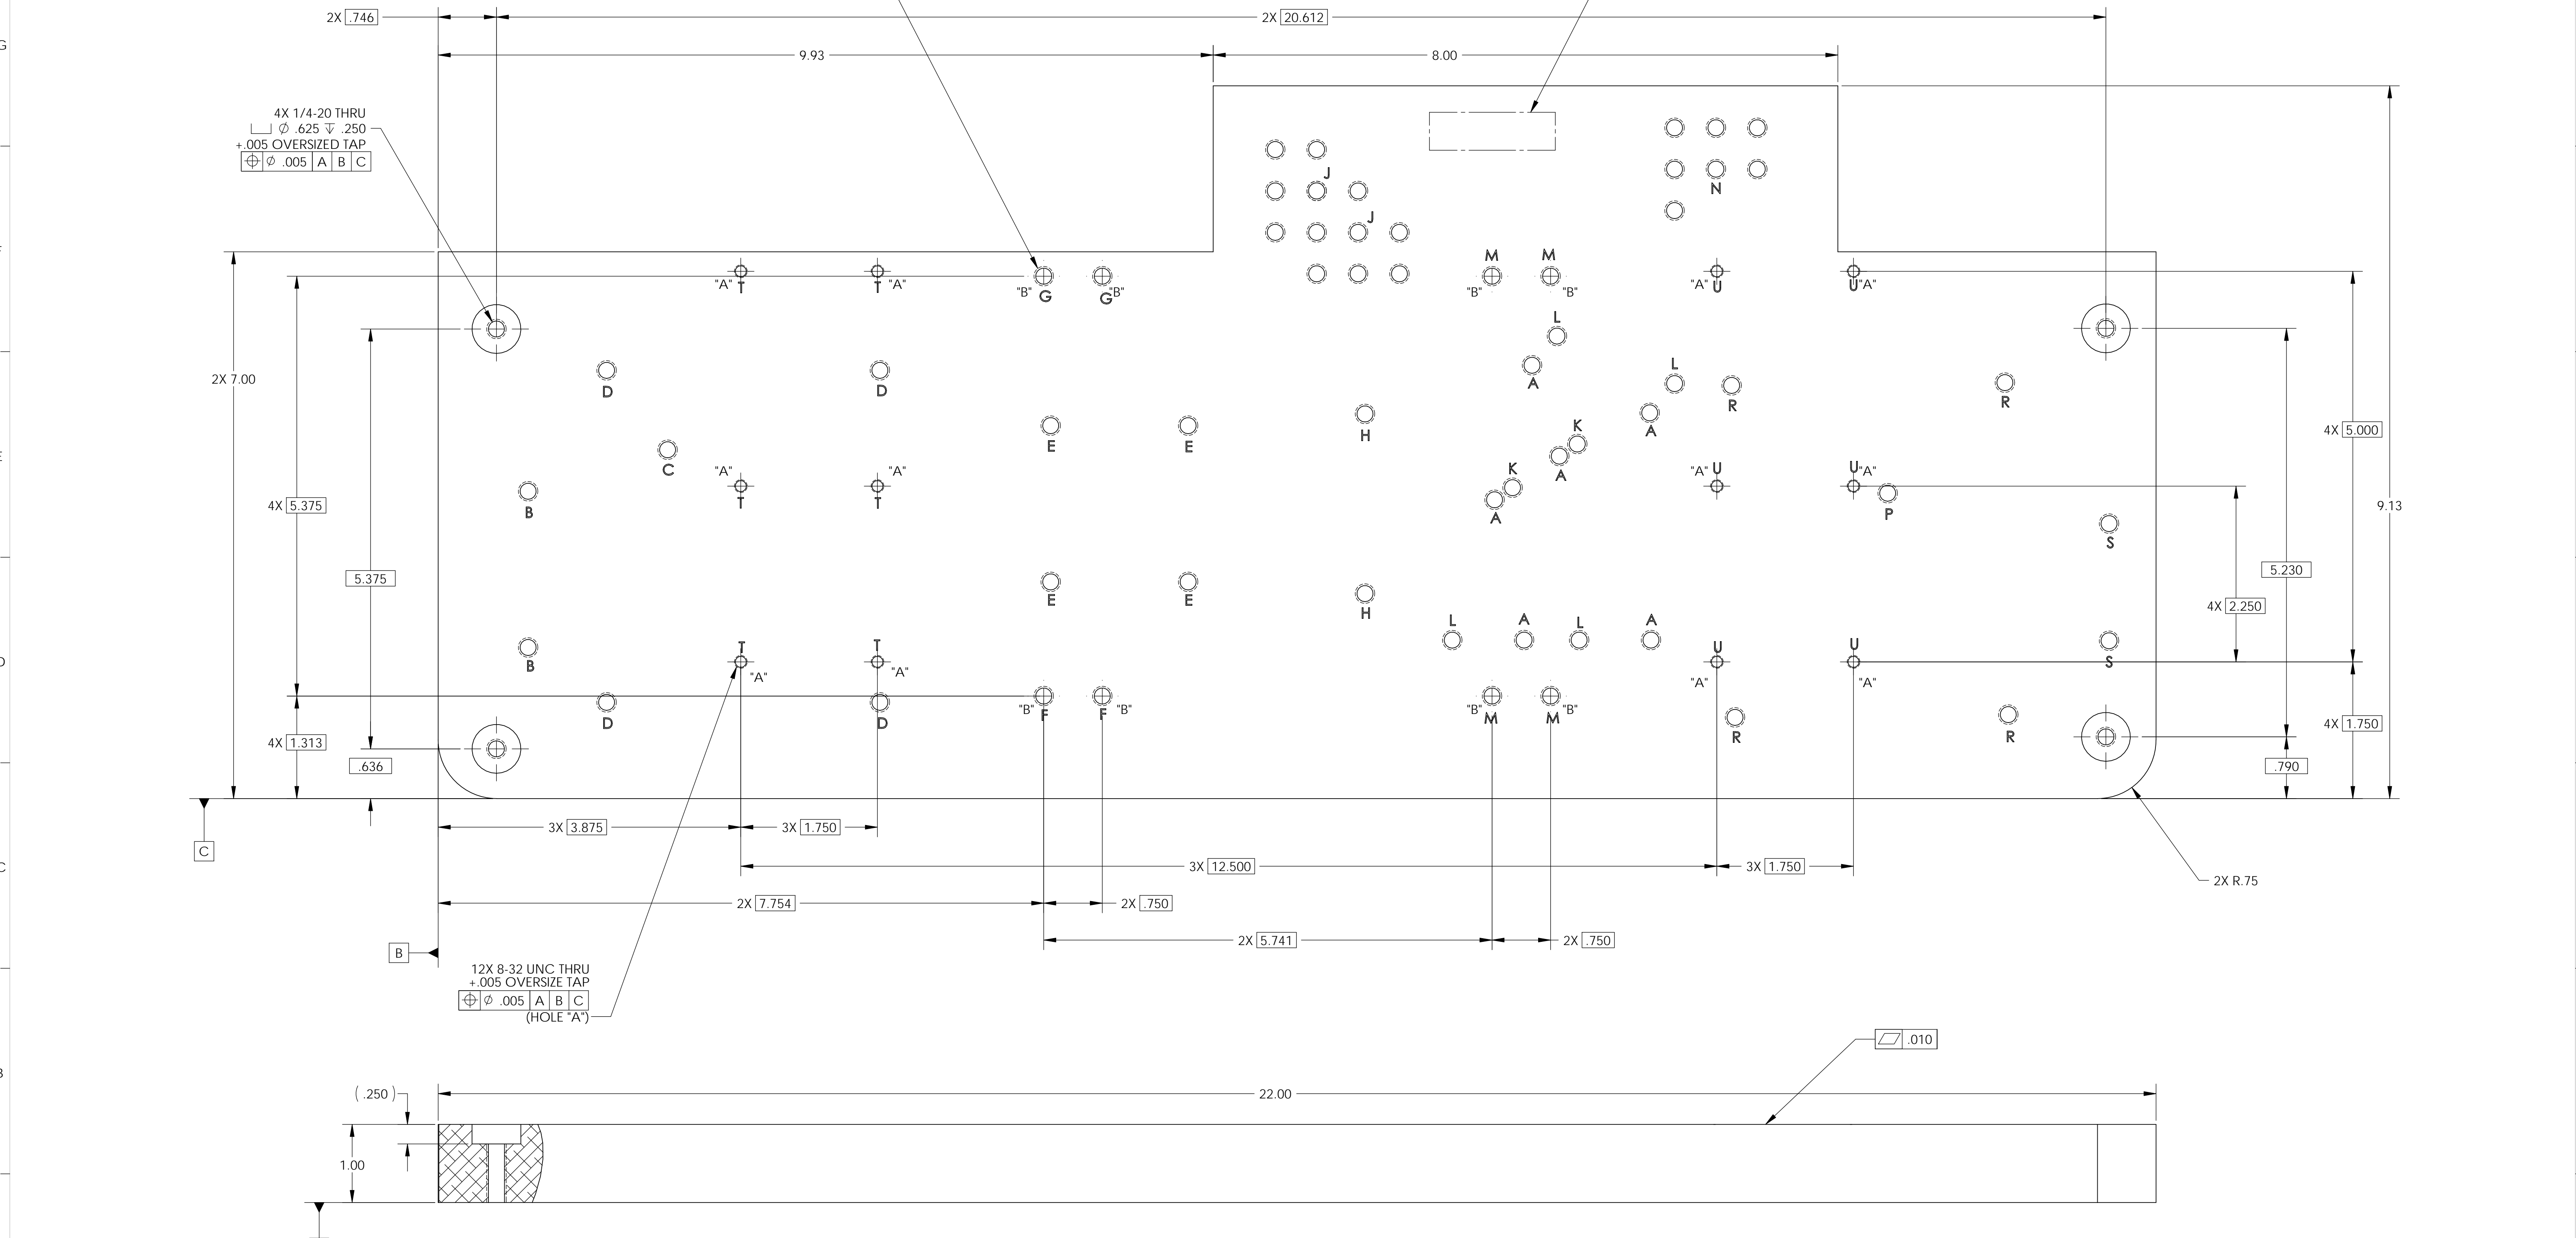 2X .746
2X 20.612
9.93
8.00
G
4X 1/4-20 THRU
⌴ ⌀ .625 ↧ .250
+.005 OVERSIZED TAP
⌖ ⌀ .005 A B C
N
J
J
M M
"A" T T "A" "B" G G "B" "B" "B" "A" U U "A"
L
2X 7.00
D D A L R R
4X 5.000
E E H A K
C "A" "A" K A "A" U U "A"
4X 5.375
B T T A P
9.13
S
5.375
5.230
E E H
4X 2.250
L A L A
B T T U U S
"A" "A" "A" "A"
"B" F F "B" "B" M M "B"
D D R R
4X 1.750
4X 1.313
.636
.790
3X 3.875
3X 1.750
C
3X 12.500
3X 1.750
2X R.75
2X 7.754
2X .750
2X 5.741
2X .750
B
12X 8-32 UNC THRU
+.005 OVERSIZE TAP
⌖ ⌀ .005 A B C
(HOLE "A")
⏥ .010
( .250 )
22.00
1.00